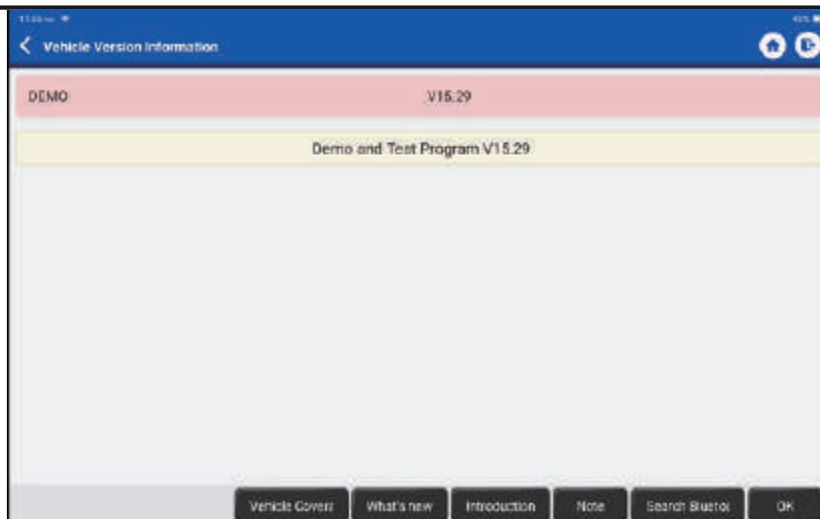 Vehicle Version Information
DEMO V15.29
Demo and Test Program V15.29
Vehicle Covera What's new Introduction Note Search Bluetoo OK